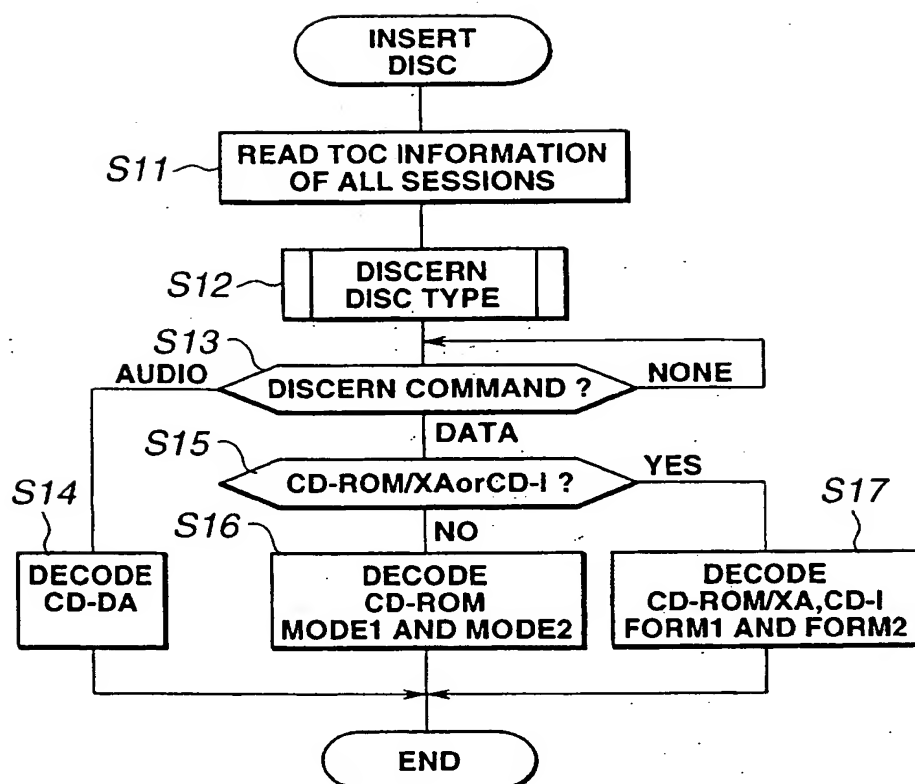 INSERT
DISC
S11
READ TOC INFORMATION
OF ALL SESSIONS
S12
DISCERN
DISC TYPE
S13
AUDIO
DISCERN COMMAND ?
NONE
DATA
S15
CD-ROM/XAorCD-I ?
YES
S14
S16
NO
S17
DECODE
CD-DA
DECODE
CD-ROM
MODE1 AND MODE2
DECODE
CD-ROM/XA,CD-I
FORM1 AND FORM2
END